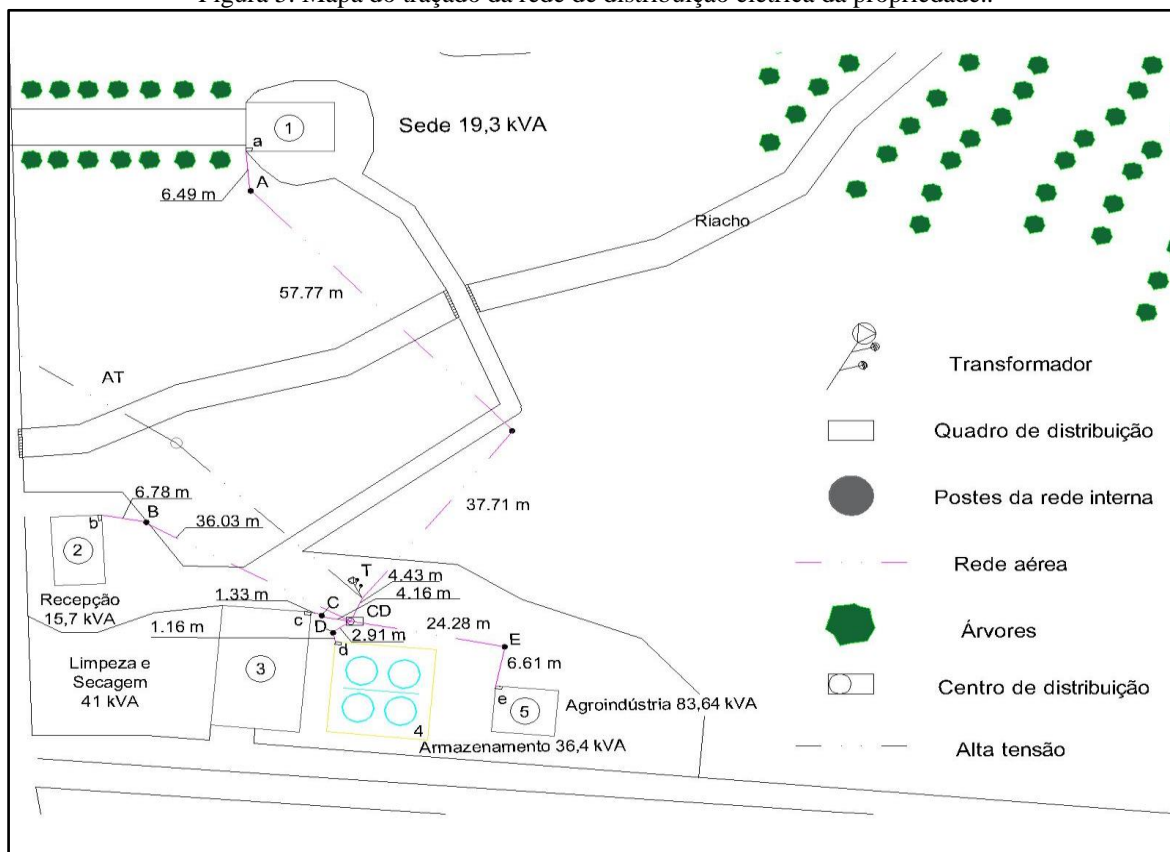 Figura 3: Mapa do traçado da rede de distribuição elétrica da propriedade..
1
Sede 19,3 kVA
a
A
6.49 m
Riacho
57.77 m
AT
Transformador
Quadro de distribuição
6.78 m
B
36.03 m
37.71 m
b
2
Postes da rede interna
T
4.43 m
4.16 m
Rede aérea
Recepção
15,7 kVA
1.33 m
C
CD
c
D
24.28 m
1.16 m
2.91 m
E
Árvores
d
6.61 m
Limpeza e
Secagem
41 kVA
3
e
5
Agroindústria 83,64 kVA
Centro de distribuição
4
Armazenamento 36,4 kVA
Alta tensão